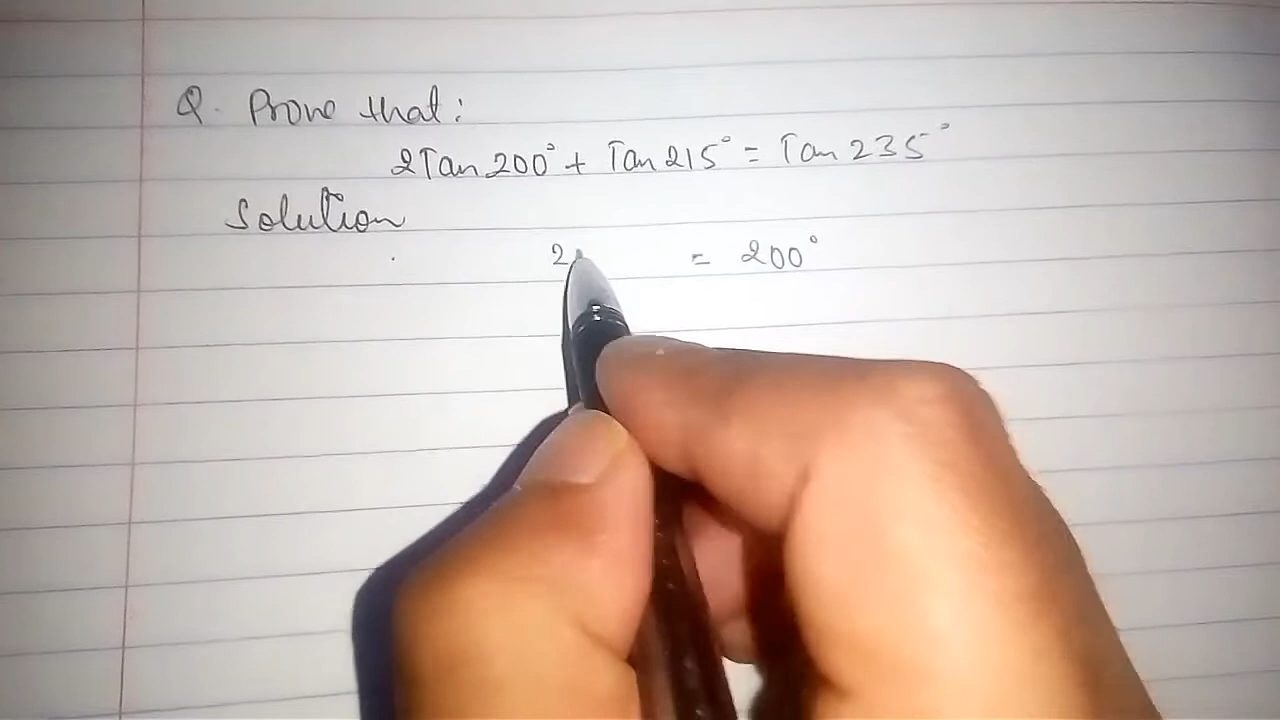 Q. Prove that:
2Tan 200° + Tan 215° = Tan 235°
Solution
2 = 200°